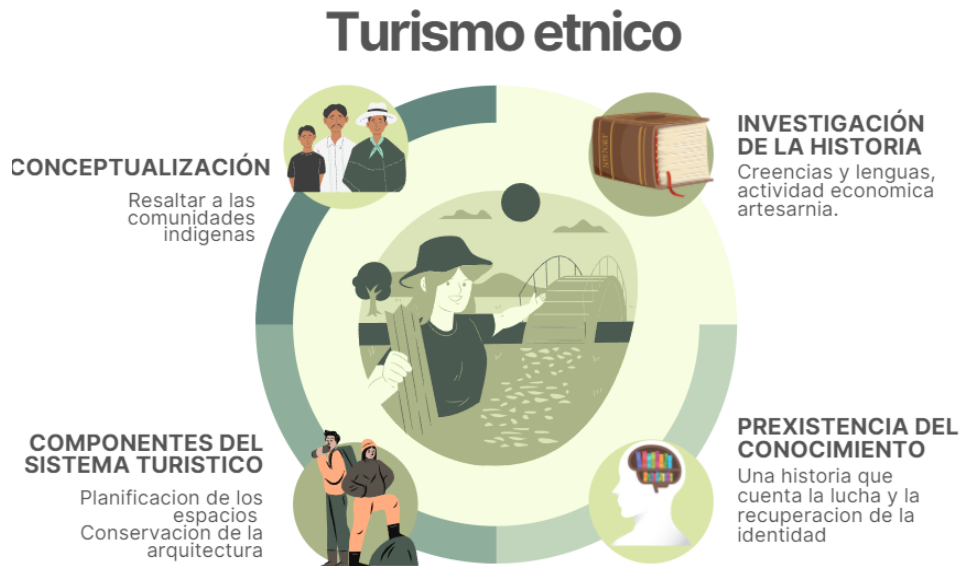 Turismo etnico
CONCEPTUALIZACIÓN
Resaltar a las
comunidades
indigenas
INVESTIGACIÓN
DE LA HISTORIA
Creencias y lenguas,
actividad economica
artesarnia.
COMPONENTES DEL
SISTEMA TURISTICO
Planificacion de los
espacios
Conservacion de la
arquitectura
PREXISTENCIA DEL
CONOCIMIENTO
Una historia que
cuenta la lucha y la
recuperacion de la
identidad